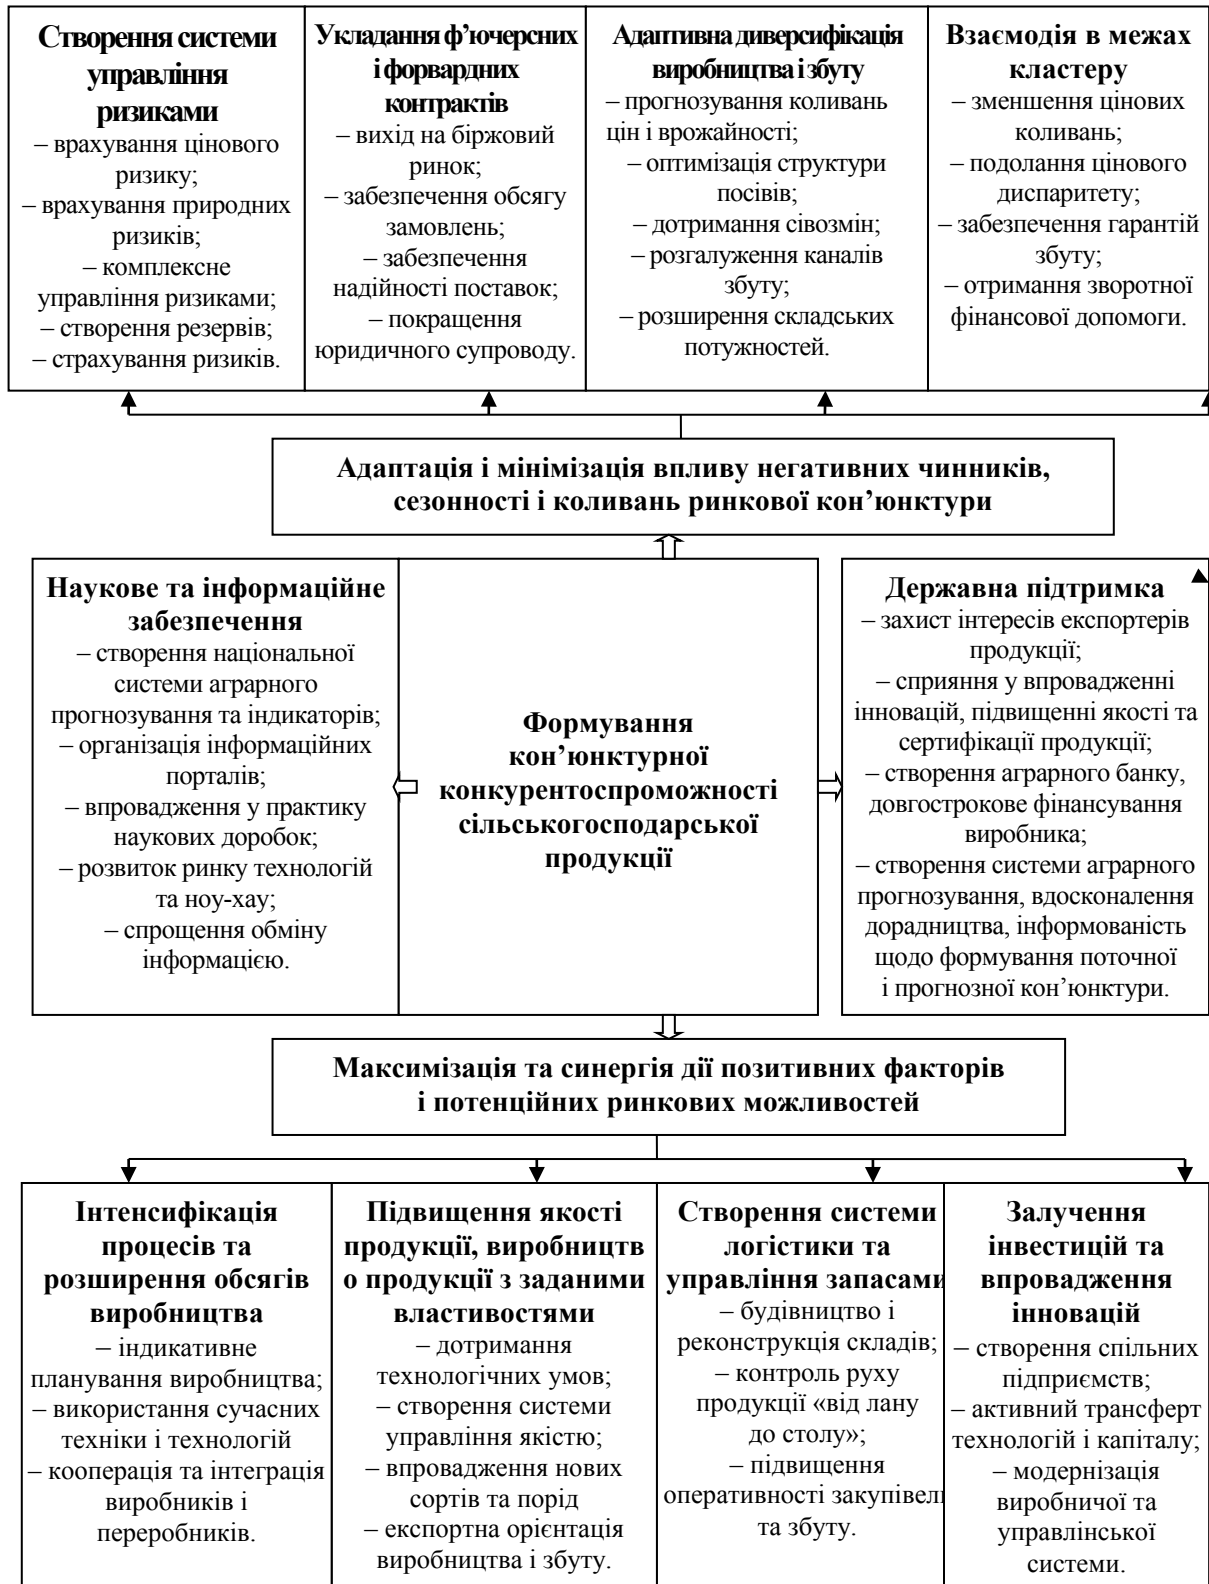 Створення системи
управління
ризиками
– врахування цінового
ризику;
– врахування природних
ризиків;
– комплексне
управління ризиками;
– створення резервів;
– страхування ризиків.
Укладання ф’ючерсних
і форвардних
контрактів
– вихід на біржовий
ринок;
– забезпечення обсягу
замовлень;
– забезпечення
надійності поставок;
– покращення
юридичного супроводу.
Адаптивна диверсифікація
виробництва і збуту
– прогнозування коливань
цін і врожайності;
– оптимізація структури
посівів;
– дотримання сівозмін;
– розгалуження каналів
збуту;
– розширення складських
потужностей.
Взаємодія в межах
кластеру
– зменшення цінових
коливань;
– подолання цінового
диспаритету;
– забезпечення гарантій
збуту;
– отримання зворотної
фінансової допомоги.
Адаптація і мінімізація впливу негативних чинників,
сезонності і коливань ринкової кон’юнктури
Наукове та інформаційне
забезпечення
– створення національної
системи аграрного
прогнозування та індикаторів;
– організація інформаційних
порталів;
– впровадження у практику
наукових доробок;
– розвиток ринку технологій
та ноу-хау;
– спрощення обміну
інформацією.
Формування
кон’юнктурної
конкурентоспроможності
сільськогосподарської
продукції
Державна підтримка
– захист інтересів експортерів
продукції;
– сприяння у впровадженні
інновацій, підвищенні якості та
сертифікації продукції;
– створення аграрного банку,
довгострокове фінансування
виробника;
– створення системи аграрного
прогнозування, вдосконалення
дорадництва, інформованість
щодо формування поточної
і прогнозної кон’юнктури.
Максимізація та синергія дії позитивних факторів
і потенційних ринкових можливостей
Інтенсифікація
процесів та
розширення обсягів
виробництва
– індикативне
планування виробництва;
– використання сучасних
техніки і технологій
– кооперація та інтеграція
виробників і
переробників.
Підвищення якості
продукції, виробництв
о продукції з заданими
властивостями
– дотримання
технологічних умов;
– створення системи
управління якістю;
– впровадження нових
сортів та порід
– експортна орієнтація
виробництва і збуту.
Створення системи
логістики та
управління запасами
– будівництво і
реконструкція складів;
– контроль руху
продукції «від лану
до столу»;
– підвищення
оперативності закупівель
та збуту.
Залучення
інвестицій та
впровадження
інновацій
– створення спільних
підприємств;
– активний трансферт
технологій і капіталу;
– модернізація
виробничої та
управлінської
системи.